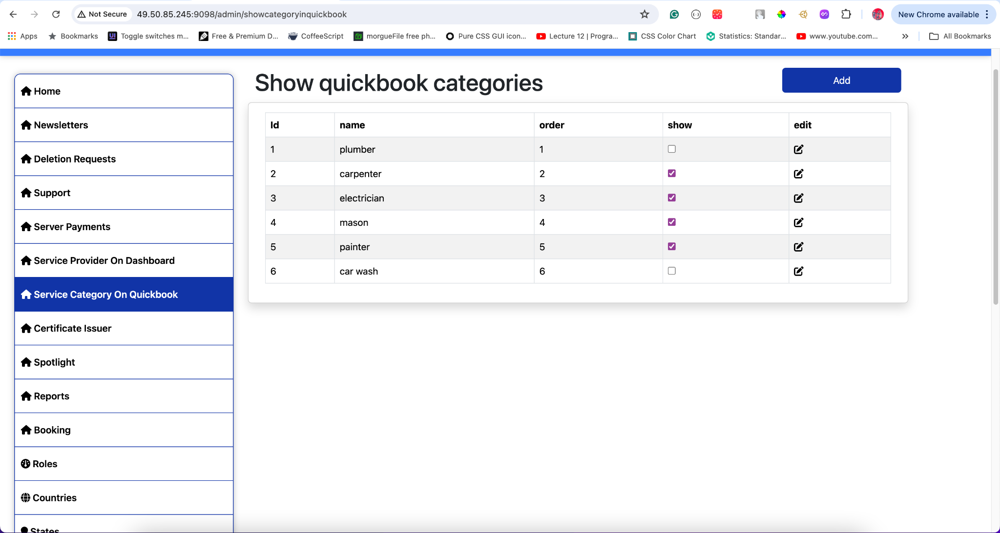 Not Secure 49.50.85.245:9098/admin/showcategoryinquickbook New Chrome available
Apps Bookmarks Toggle switches m... Free & Premium D... CoffeeScript morgueFile free ph... Pure CSS GUI icon... Lecture 12 | Progra... CSS Color Chart Statistics: Standar... www.youtube.com... All Bookmarks
Home
Newsletters
Deletion Requests
Support
Server Payments
Service Provider On Dashboard
Service Category On Quickbook
Certificate Issuer
Spotlight
Reports
Booking
Roles
Countries
States
Show quickbook categories
Add
Id name order show edit
1 plumber 1
2 carpenter 2
3 electrician 3
4 mason 4
5 painter 5
6 car wash 6